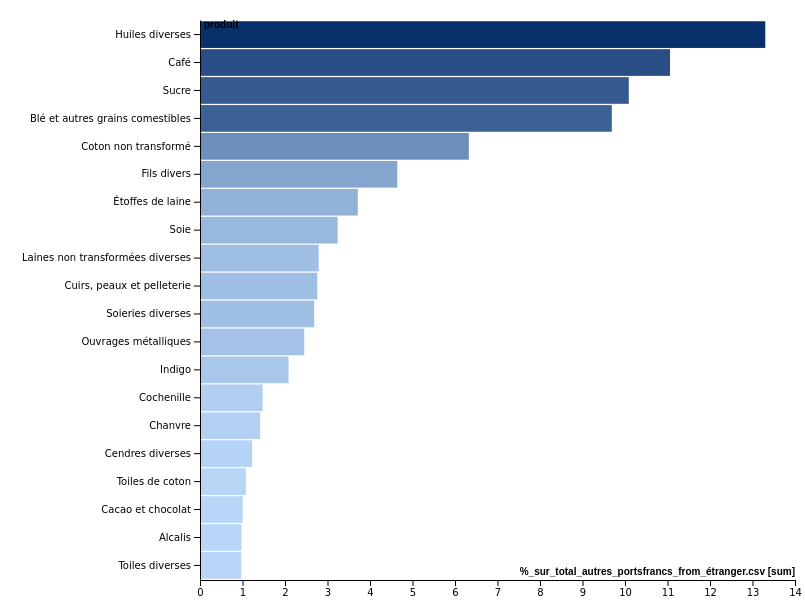 produit
Huiles diverses
Café
Sucre
Blé et autres grains comestibles
Coton non transformé
Fils divers
Étoffes de laine
Soie
Laines non transformées diverses
Cuirs, peaux et pelleterie
Soieries diverses
Ouvrages métalliques
Indigo
Cochenille
Chanvre
Cendres diverses
Toiles de coton
Cacao et chocolat
Alcalis
Toiles diverses
%_sur_total_autres_portsfrancs_from_étranger.csv [sum]
0 1 2 3 4 5 6 7 8 9 10 11 12 13 14